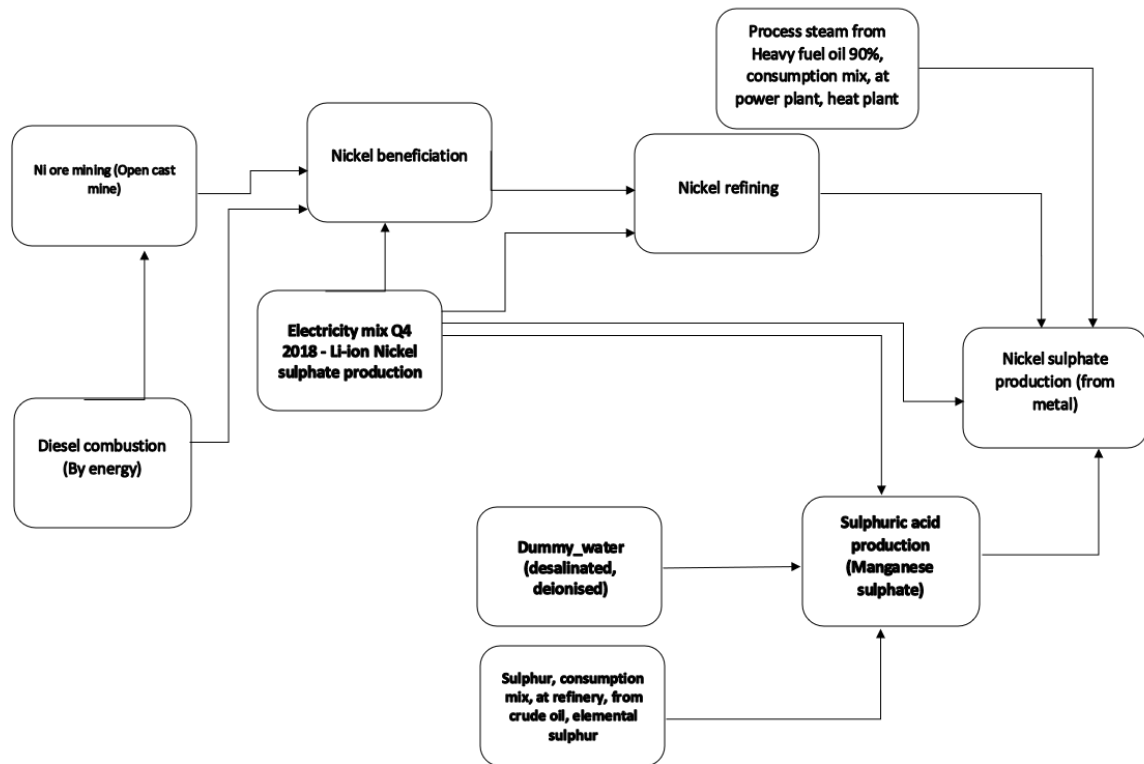 Process steam from
Heavy fuel oil 90%,
consumption mix, at
power plant, heat plant
Nickel beneficiation
Ni ore mining (Open cast
mine)
Nickel refining
Electricity mix Q4
2018 - Li-ion Nickel
sulphate production
Nickel sulphate
production (from
metal)
Diesel combustion
(By energy)
Sulphuric acid
production
(Manganese
sulphate)
Dummy_water
(desalinated,
deionised)
Sulphur, consumption
mix, at refinery, from
crude oil, elemental
sulphur